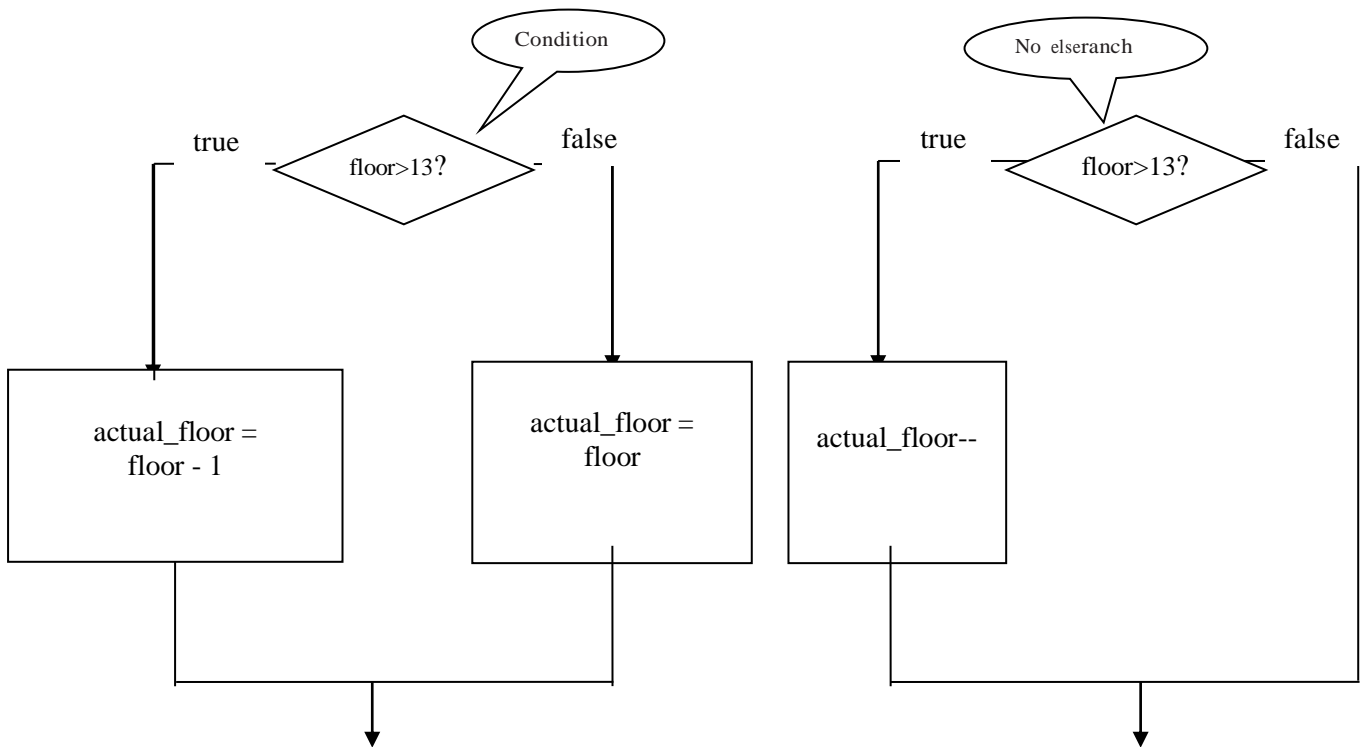 Condition
true
floor>13?
false
actual_floor =
floor - 1
actual_floor =
floor
No elseranch
true
floor>13?
false
actual_floor--